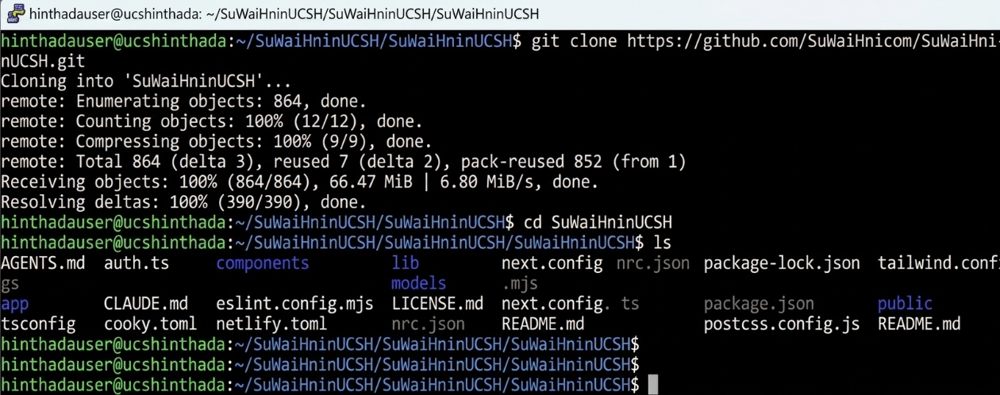 hinthadauser@ucshinthada: ~/SuWaiHninUCSH/SuWaiHninUCSH/SuWaiHninUCSH
hinthadauser@ucshinthada:~/SuWaiHninUCSH/SuWaiHninUCSH$ git clone https://github.com/SuWaiHnicom/SuWaiHni
nUCSH.git
Cloning into 'SuWaiHninUCSH'...
remote: Enumerating objects: 864, done.
remote: Counting objects: 100% (12/12), done.
remote: Compressing objects: 100% (9/9), done.
remote: Total 864 (delta 3), reused 7 (delta 2), pack-reused 852 (from 1)
Receiving objects: 100% (864/864), 66.47 MiB | 6.80 MiB/s, done.
Resolving deltas: 100% (390/390), done.
hinthadauser@ucshinthada:~/SuWaiHninUCSH/SuWaiHninUCSH$ cd SuWaiHninUCSH
hinthadauser@ucshinthada:~/SuWaiHninUCSH/SuWaiHninUCSH/SuWaiHninUCSH$ ls
AGENTS.md auth.ts components lib next.config nrc.json package-lock.json tailwind.conf
gs models .mjs
app CLAUDE.md eslint.config.mjs LICENSE.md next.config. ts package.json public
tsconfig cooky.toml netlify.toml nrc.json README.md postcss.config.js README.md
hinthadauser@ucshinthada:~/SuWaiHninUCSH/SuWaiHninUCSH/SuWaiHninUCSH$
hinthadauser@ucshinthada:~/SuWaiHninUCSH/SuWaiHninUCSH/SuWaiHninUCSH$
hinthadauser@ucshinthada:~/SuWaiHninUCSH/SuWaiHninUCSH/SuWaiHninUCSH$